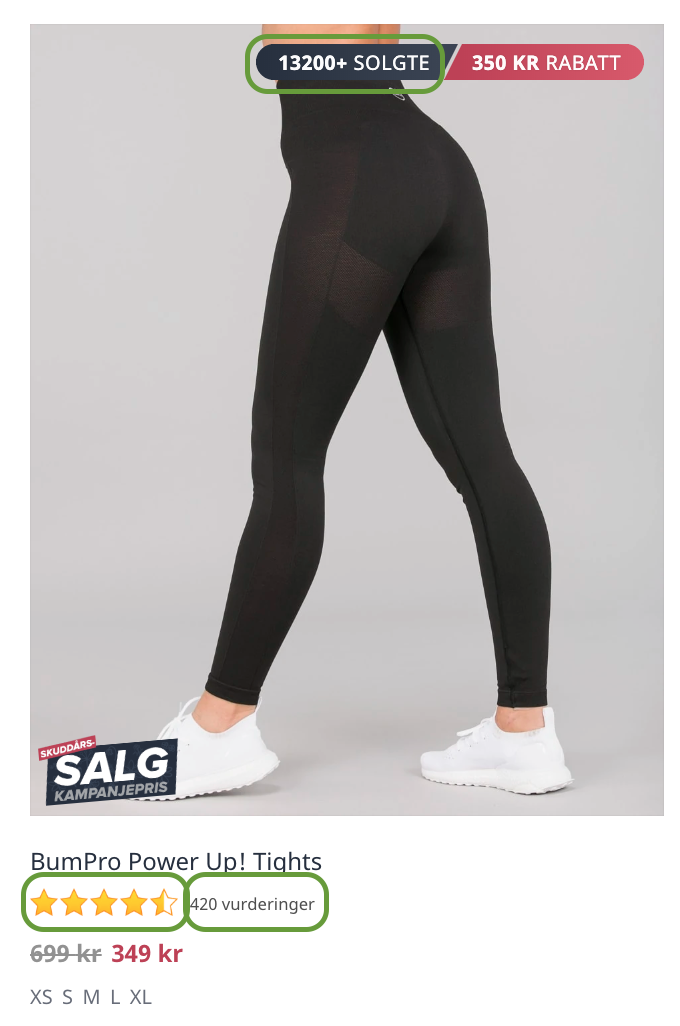 13200+ SOLGTE
350 KR RABATT
SKUDDÅRS-
SALG
KAMPANJEPRIS
BumPro Power Up! Tights
420 vurderinger
699 kr 349 kr
XS S M L XL